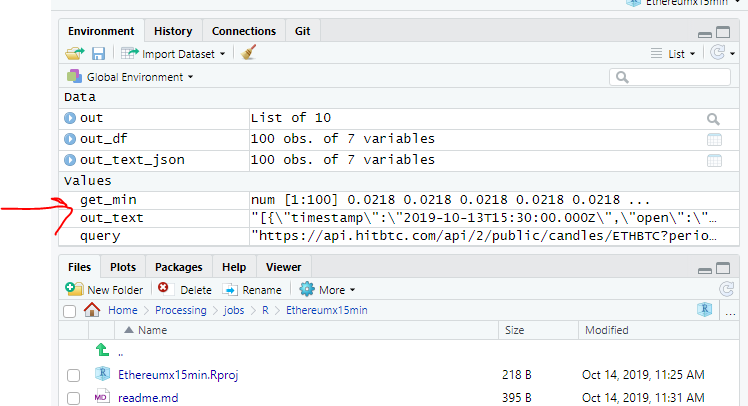 Ethereumx15min
Environment History Connections Git
Import Dataset List
Global Environment
Data
out List of 10
out_df 100 obs. of 7 variables
out_text_json 100 obs. of 7 variables
Values
get_min num [1:100] 0.0218 0.0218 0.0218 0.0218 0.0218 ...
out_text "[{\"timestamp\":\"2019-10-13T15:30:00.000Z\",\"open\":\"…
query "https://api.hitbtc.com/api/2/public/candles/ETHBTC?perio…
Files Plots Packages Help Viewer
New Folder Delete Rename More
Home Processing jobs R Ethereumx15min
Name Size Modified
..
Ethereumx15min.Rproj 218 B Oct 14, 2019, 11:25 AM
readme.md 395 B Oct 14, 2019, 11:31 AM